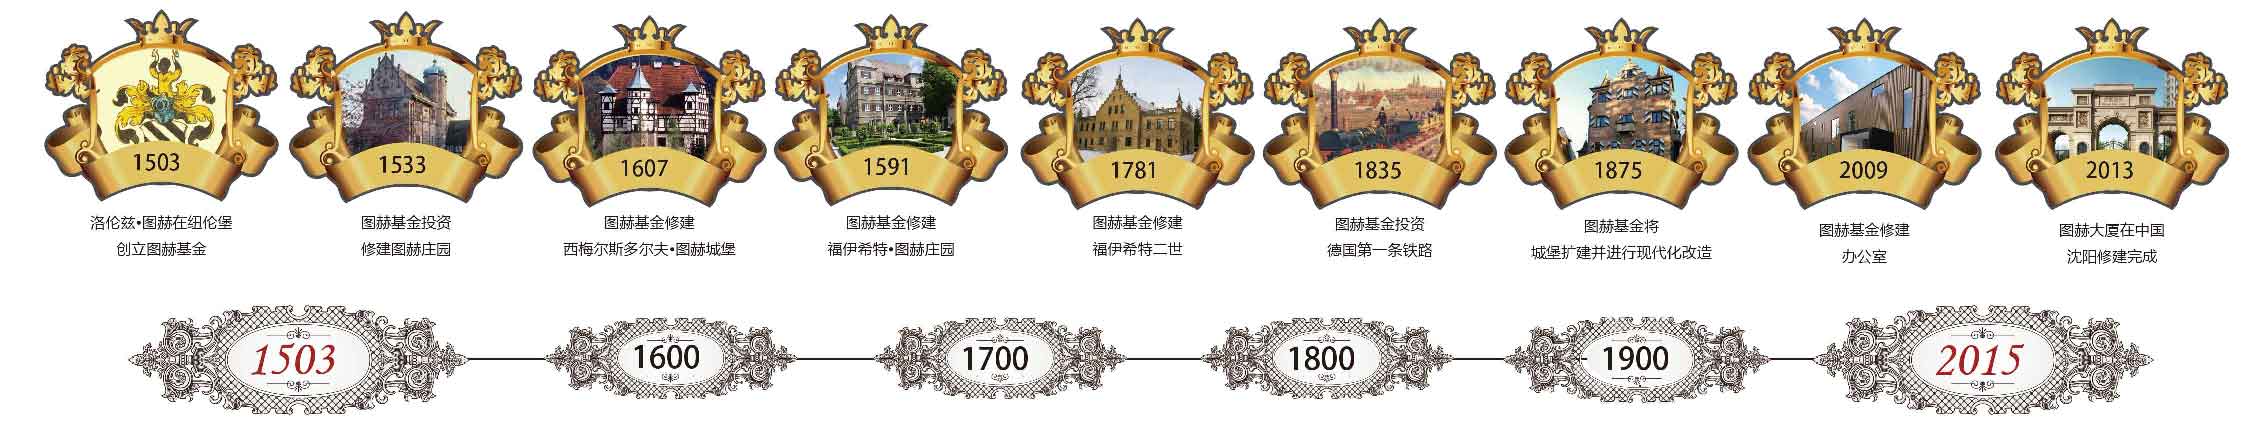 1503
洛伦兹•图赫在纽伦堡
创立图赫基金
1533
图赫基金投资
修建图赫庄园
1607
图赫基金修建
西梅尔斯多尔夫•图赫城堡
1591
图赫基金修建
福伊希特•图赫庄园
1781
图赫基金修建
福伊希特二世
1835
图赫基金投资
德国第一条铁路
1875
图赫基金将
城堡扩建并进行现代化改造
2009
图赫基金修建
办公室
2013
图赫大厦在中国
沈阳修建完成
1503
1600
1700
1800
1900
2015